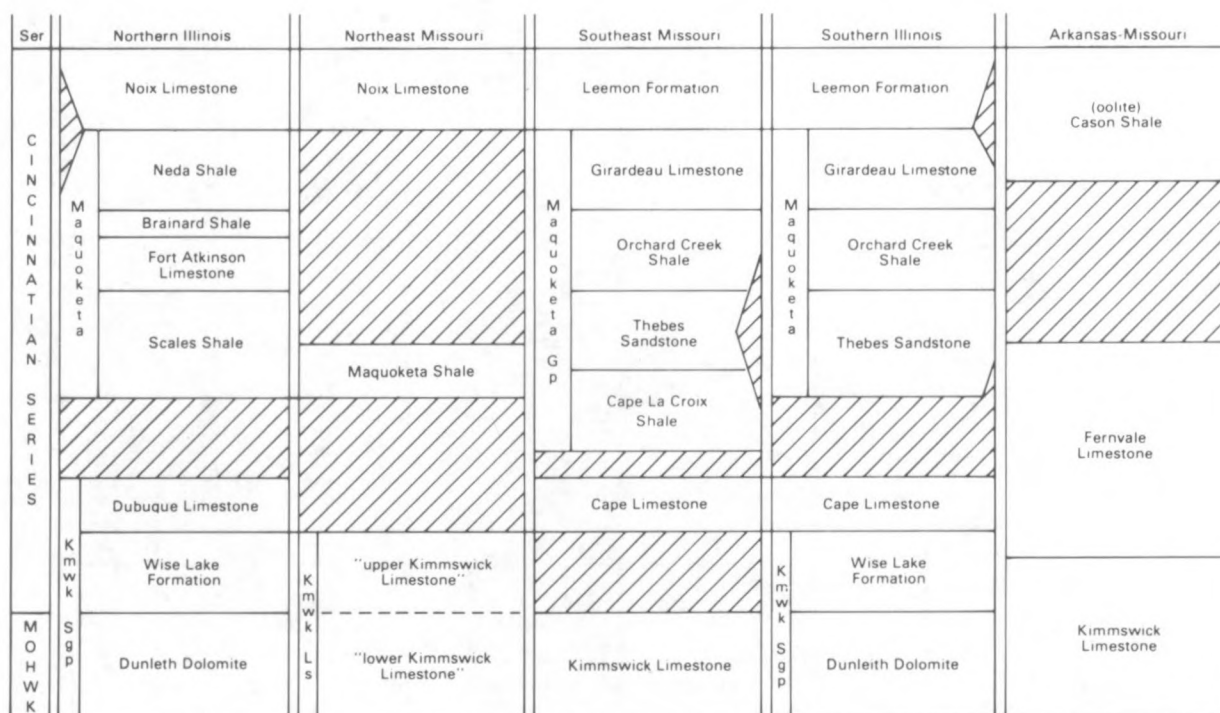 Ser
Northern Illinois
Northeast Missouri
Southeast Missouri
Southern Illinois
Arkansas-Missouri
CINCINNATIAN SERIES
MOHWK
Noix Limestone
Maquoketa
Neda Shale
Brainard Shale
Fort Atkinson
Limestone
Scales Shale
Kmwk Sgp
Dubuque Limestone
Wise Lake
Formation
Dunleth Dolomite
Noix Limestone
Maquoketa Shale
Kmwk Ls
"upper Kimmswick
Limestone"
"lower Kimmswick
Limestone"
Leemon Formation
Maquoketa Gp
Girardeau Limestone
Orchard Creek
Shale
Thebes
Sandstone
Cape La Croix
Shale
Cape Limestone
Kimmswick Limestone
Leemon Formation
Maquoketa
Girardeau Limestone
Orchard Creek
Shale
Thebes Sandstone
Cape Limestone
Kmwk Sgp
Wise Lake
Formation
Dunleith Dolomite
(oolite)
Cason Shale
Fernvale
Limestone
Kimmswick
Limestone